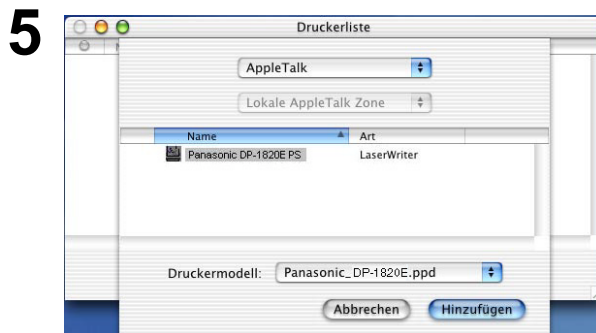 5
Druckerliste
AppleTalk
Lokale AppleTalk Zone
Name Art
Panasonic DP-1820E PS LaserWriter
Druckermodell: Panasonic_DP-1820E.ppd
Abbrechen Hinzufügen